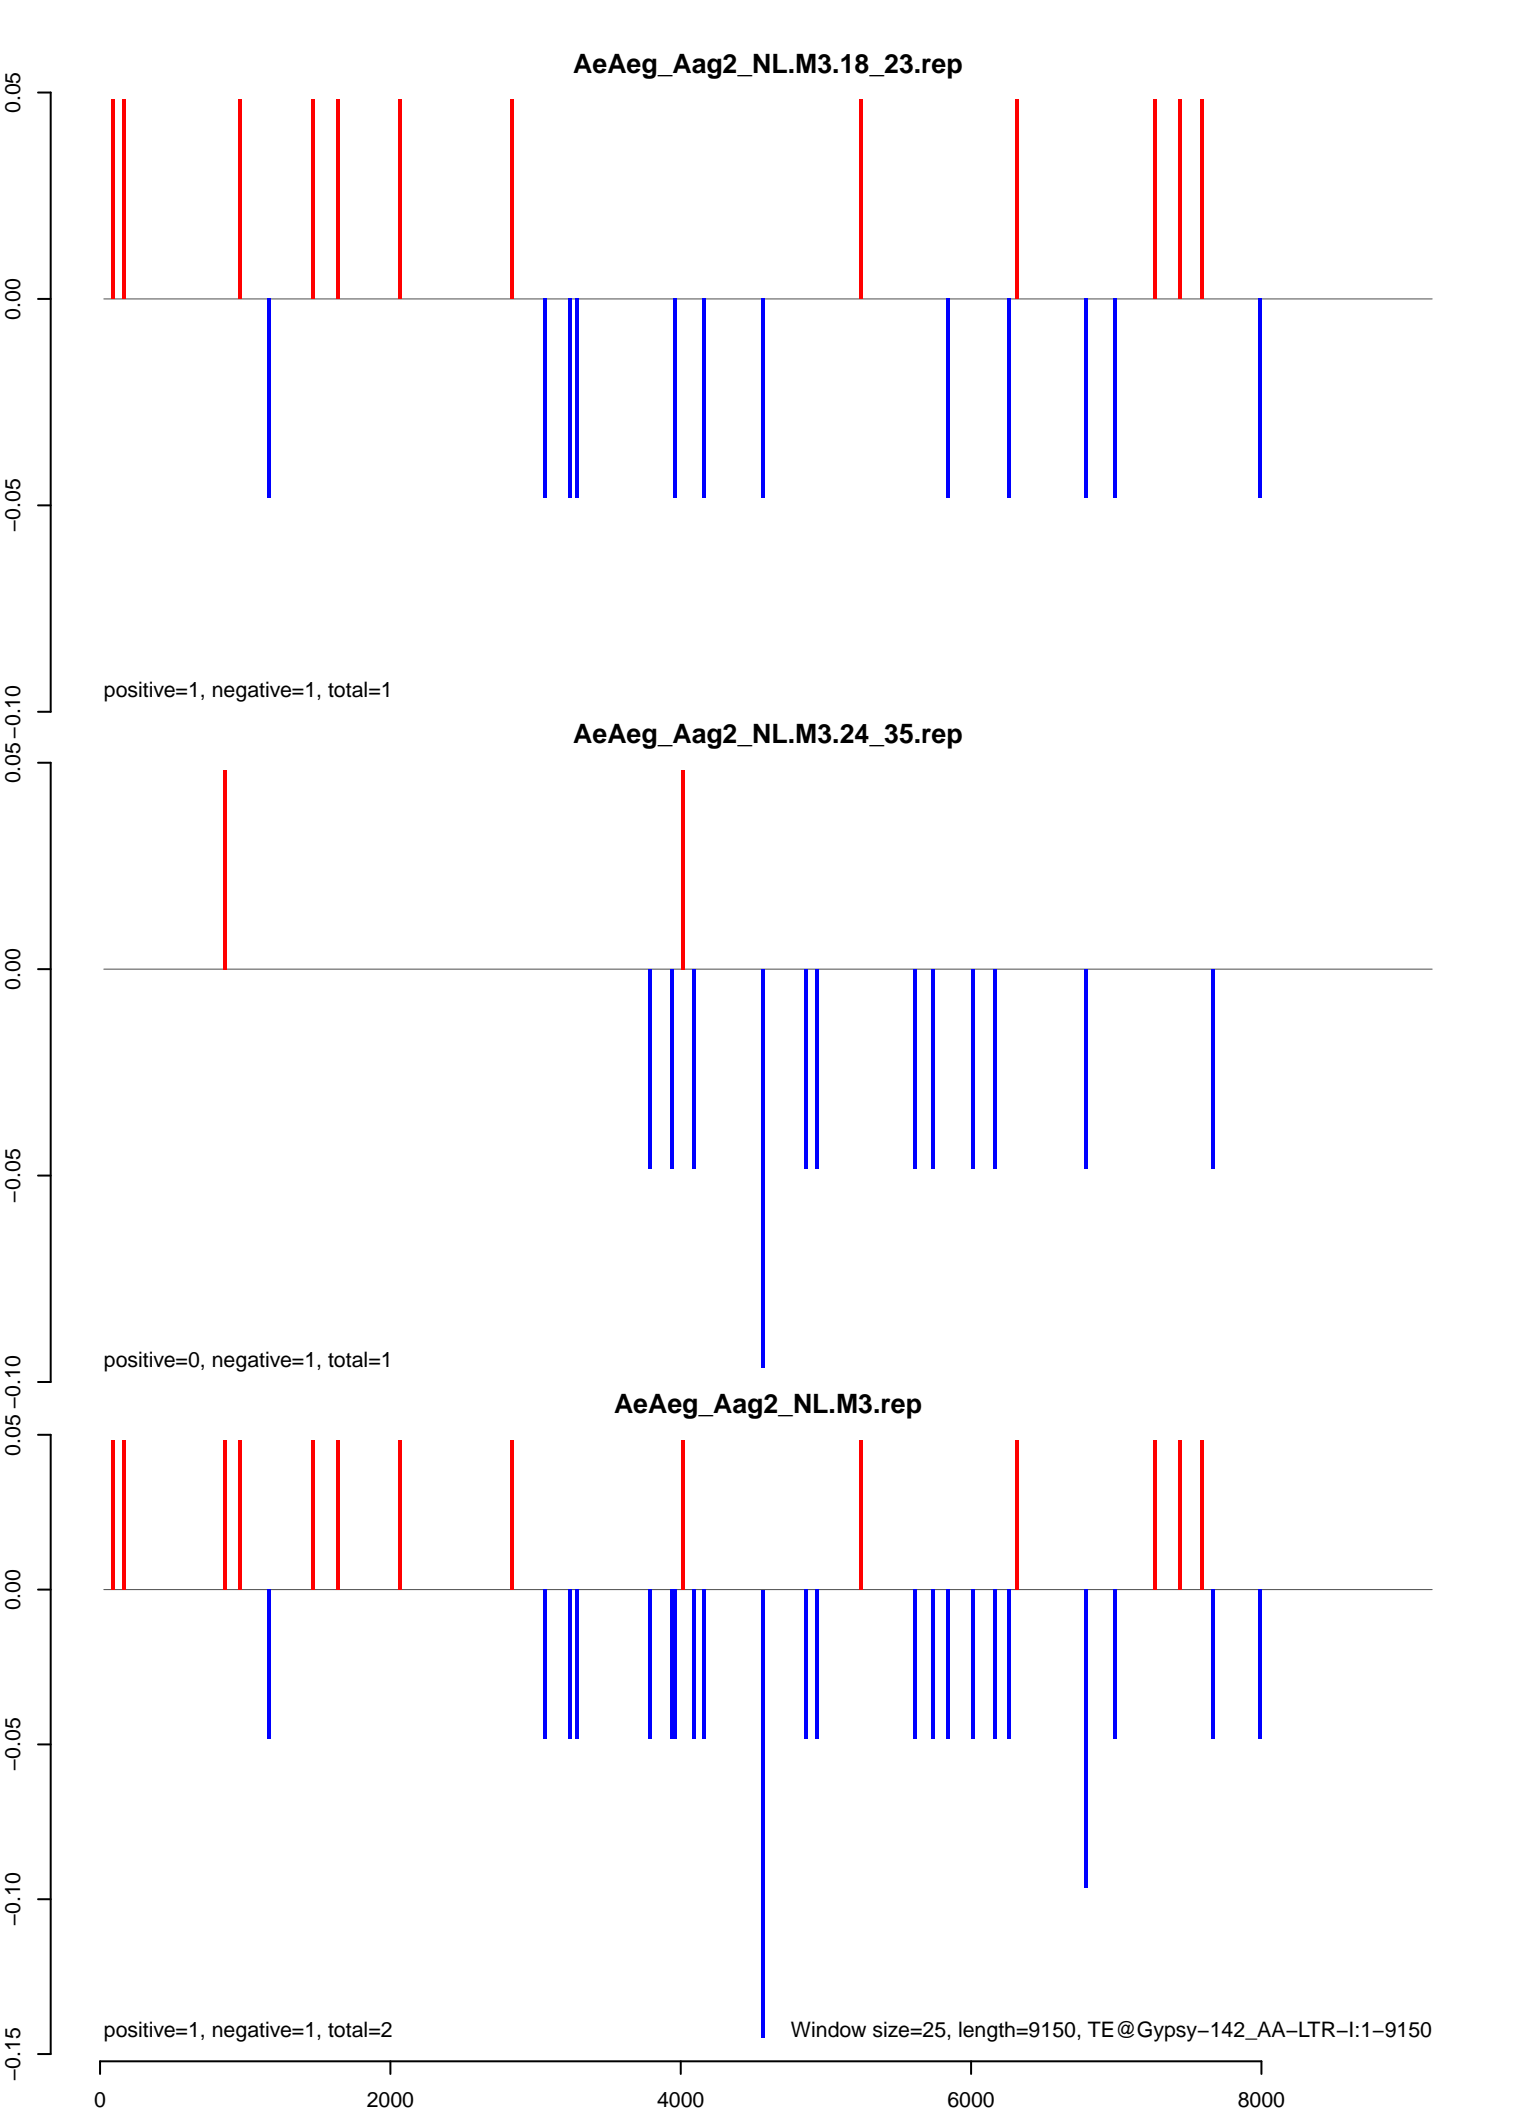 AeAeg_Aag2_NL.M3.18_23.rep
0.05
0.00
−0.05
−0.10
positive=1, negative=1, total=1
AeAeg_Aag2_NL.M3.24_35.rep
0.05
0.00
−0.05
−0.10
positive=0, negative=1, total=1
AeAeg_Aag2_NL.M3.rep
0.05
0.00
−0.05
−0.10
−0.15
positive=1, negative=1, total=2
Window size=25, length=9150, TE@Gypsy−142_AA−LTR−I:1−9150
0 2000 4000 6000 8000